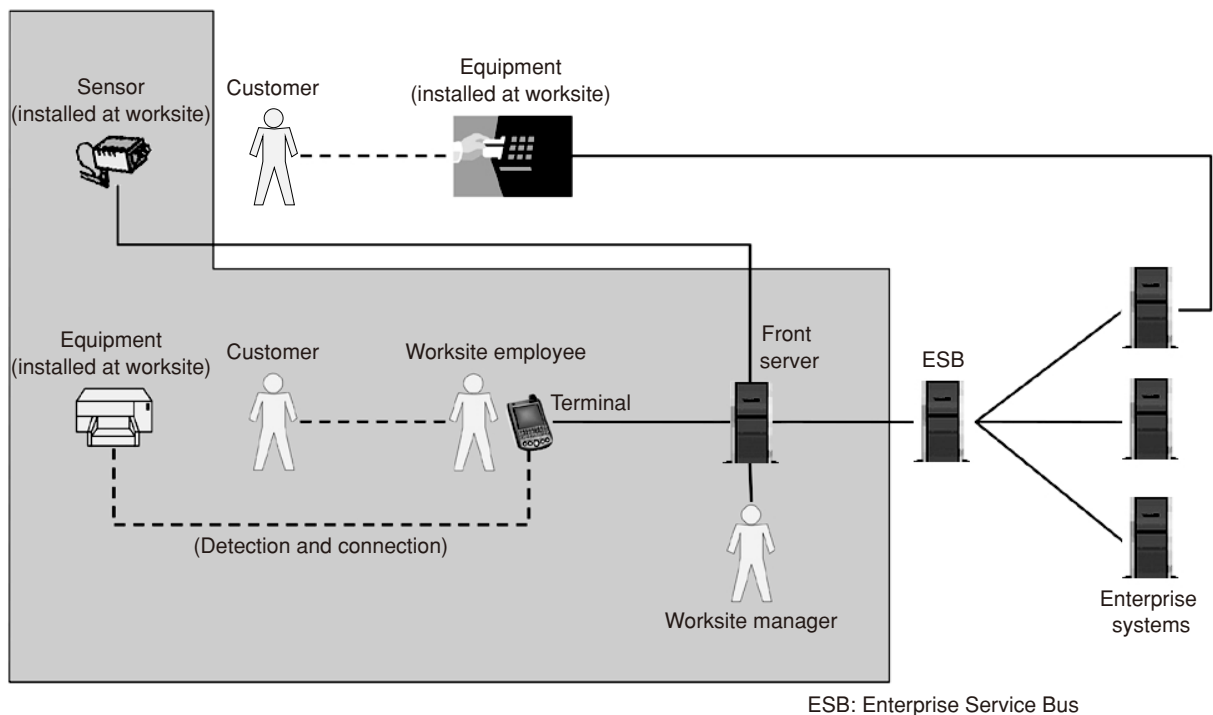 Sensor
(installed at worksite)
Customer
Equipment
(installed at worksite)
Equipment
(installed at worksite)
Customer
Worksite employee
Terminal
Front
server
ESB
(Detection and connection)
Worksite manager
Enterprise
systems
ESB: Enterprise Service Bus